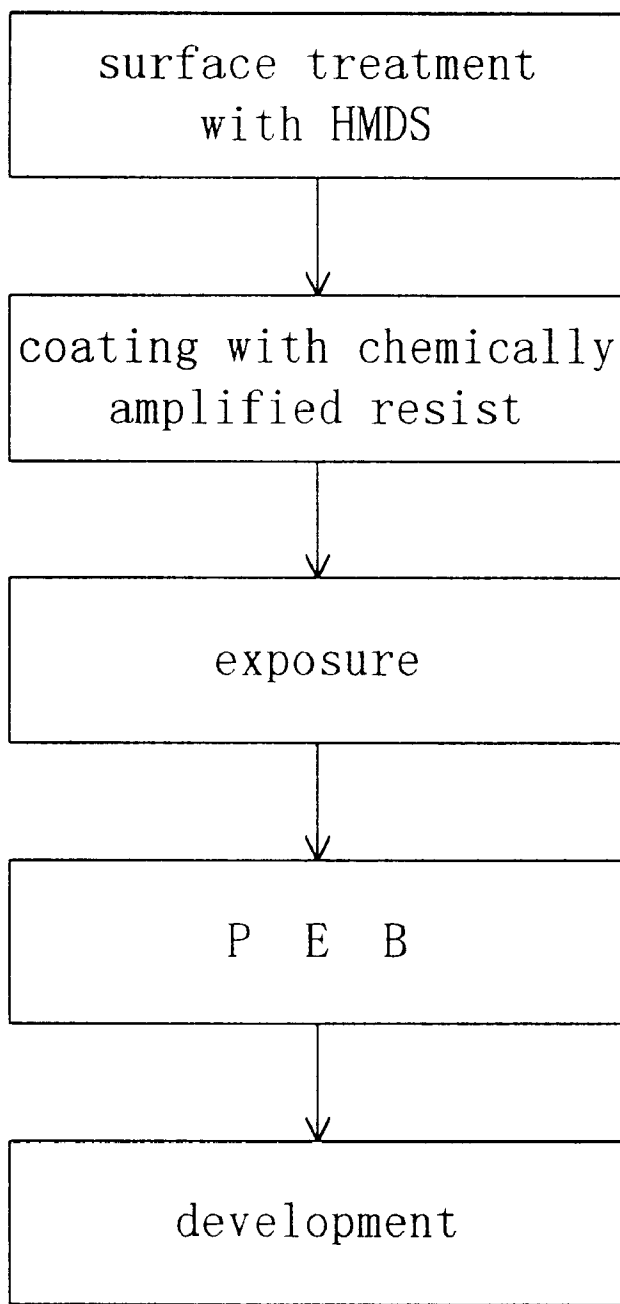 surface treatment
with HMDS
coating with chemically
amplified resist
exposure
P E B
development